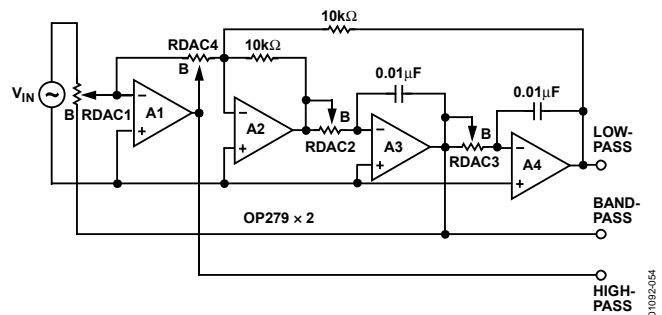 10kΩ
RDAC4
10kΩ
B
0.01µF
0.01µF
VIN
B
RDAC1
–
A1
+
–
A2
+
B
RDAC2
–
A3
+
B
RDAC3
–
A4
+
LOW-
PASS
OP279 × 2
BAND-
PASS
HIGH-
PASS
01092-054